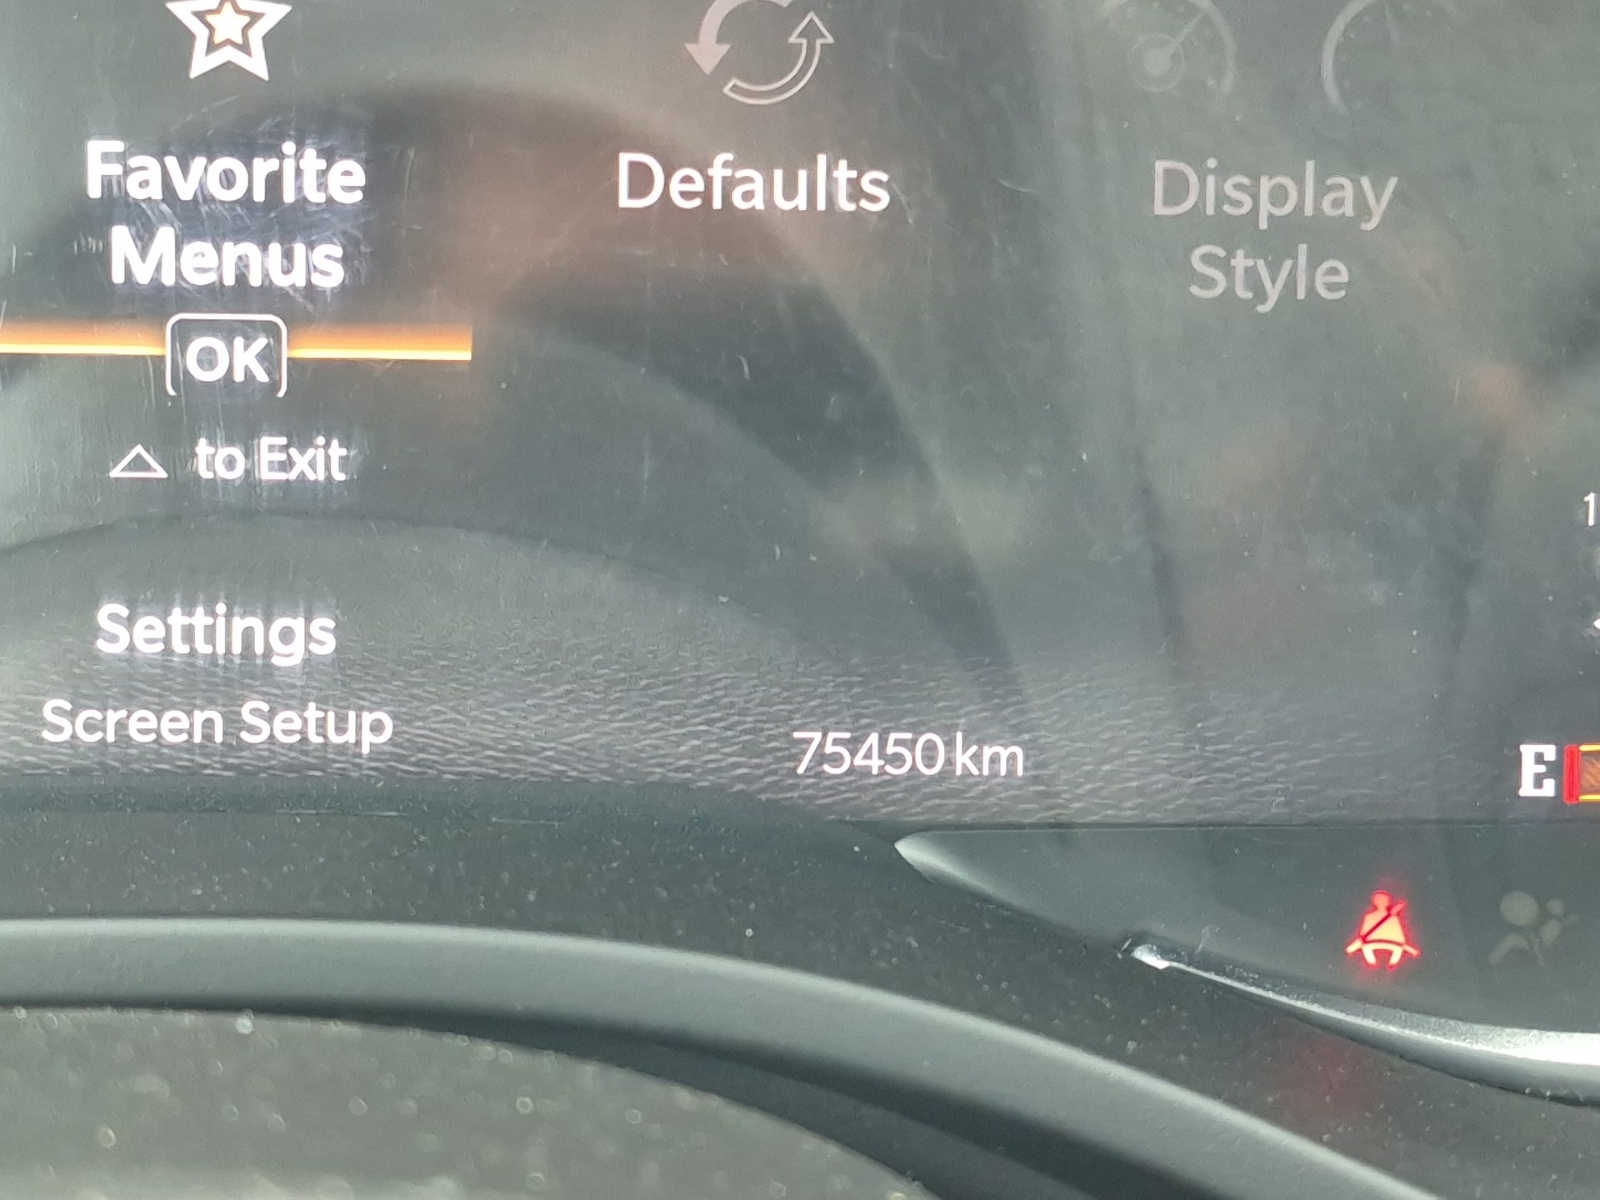 Favorite
Menus
Defaults
Display
Style
OK
to Exit
Settings
Screen Setup
75450 km
E